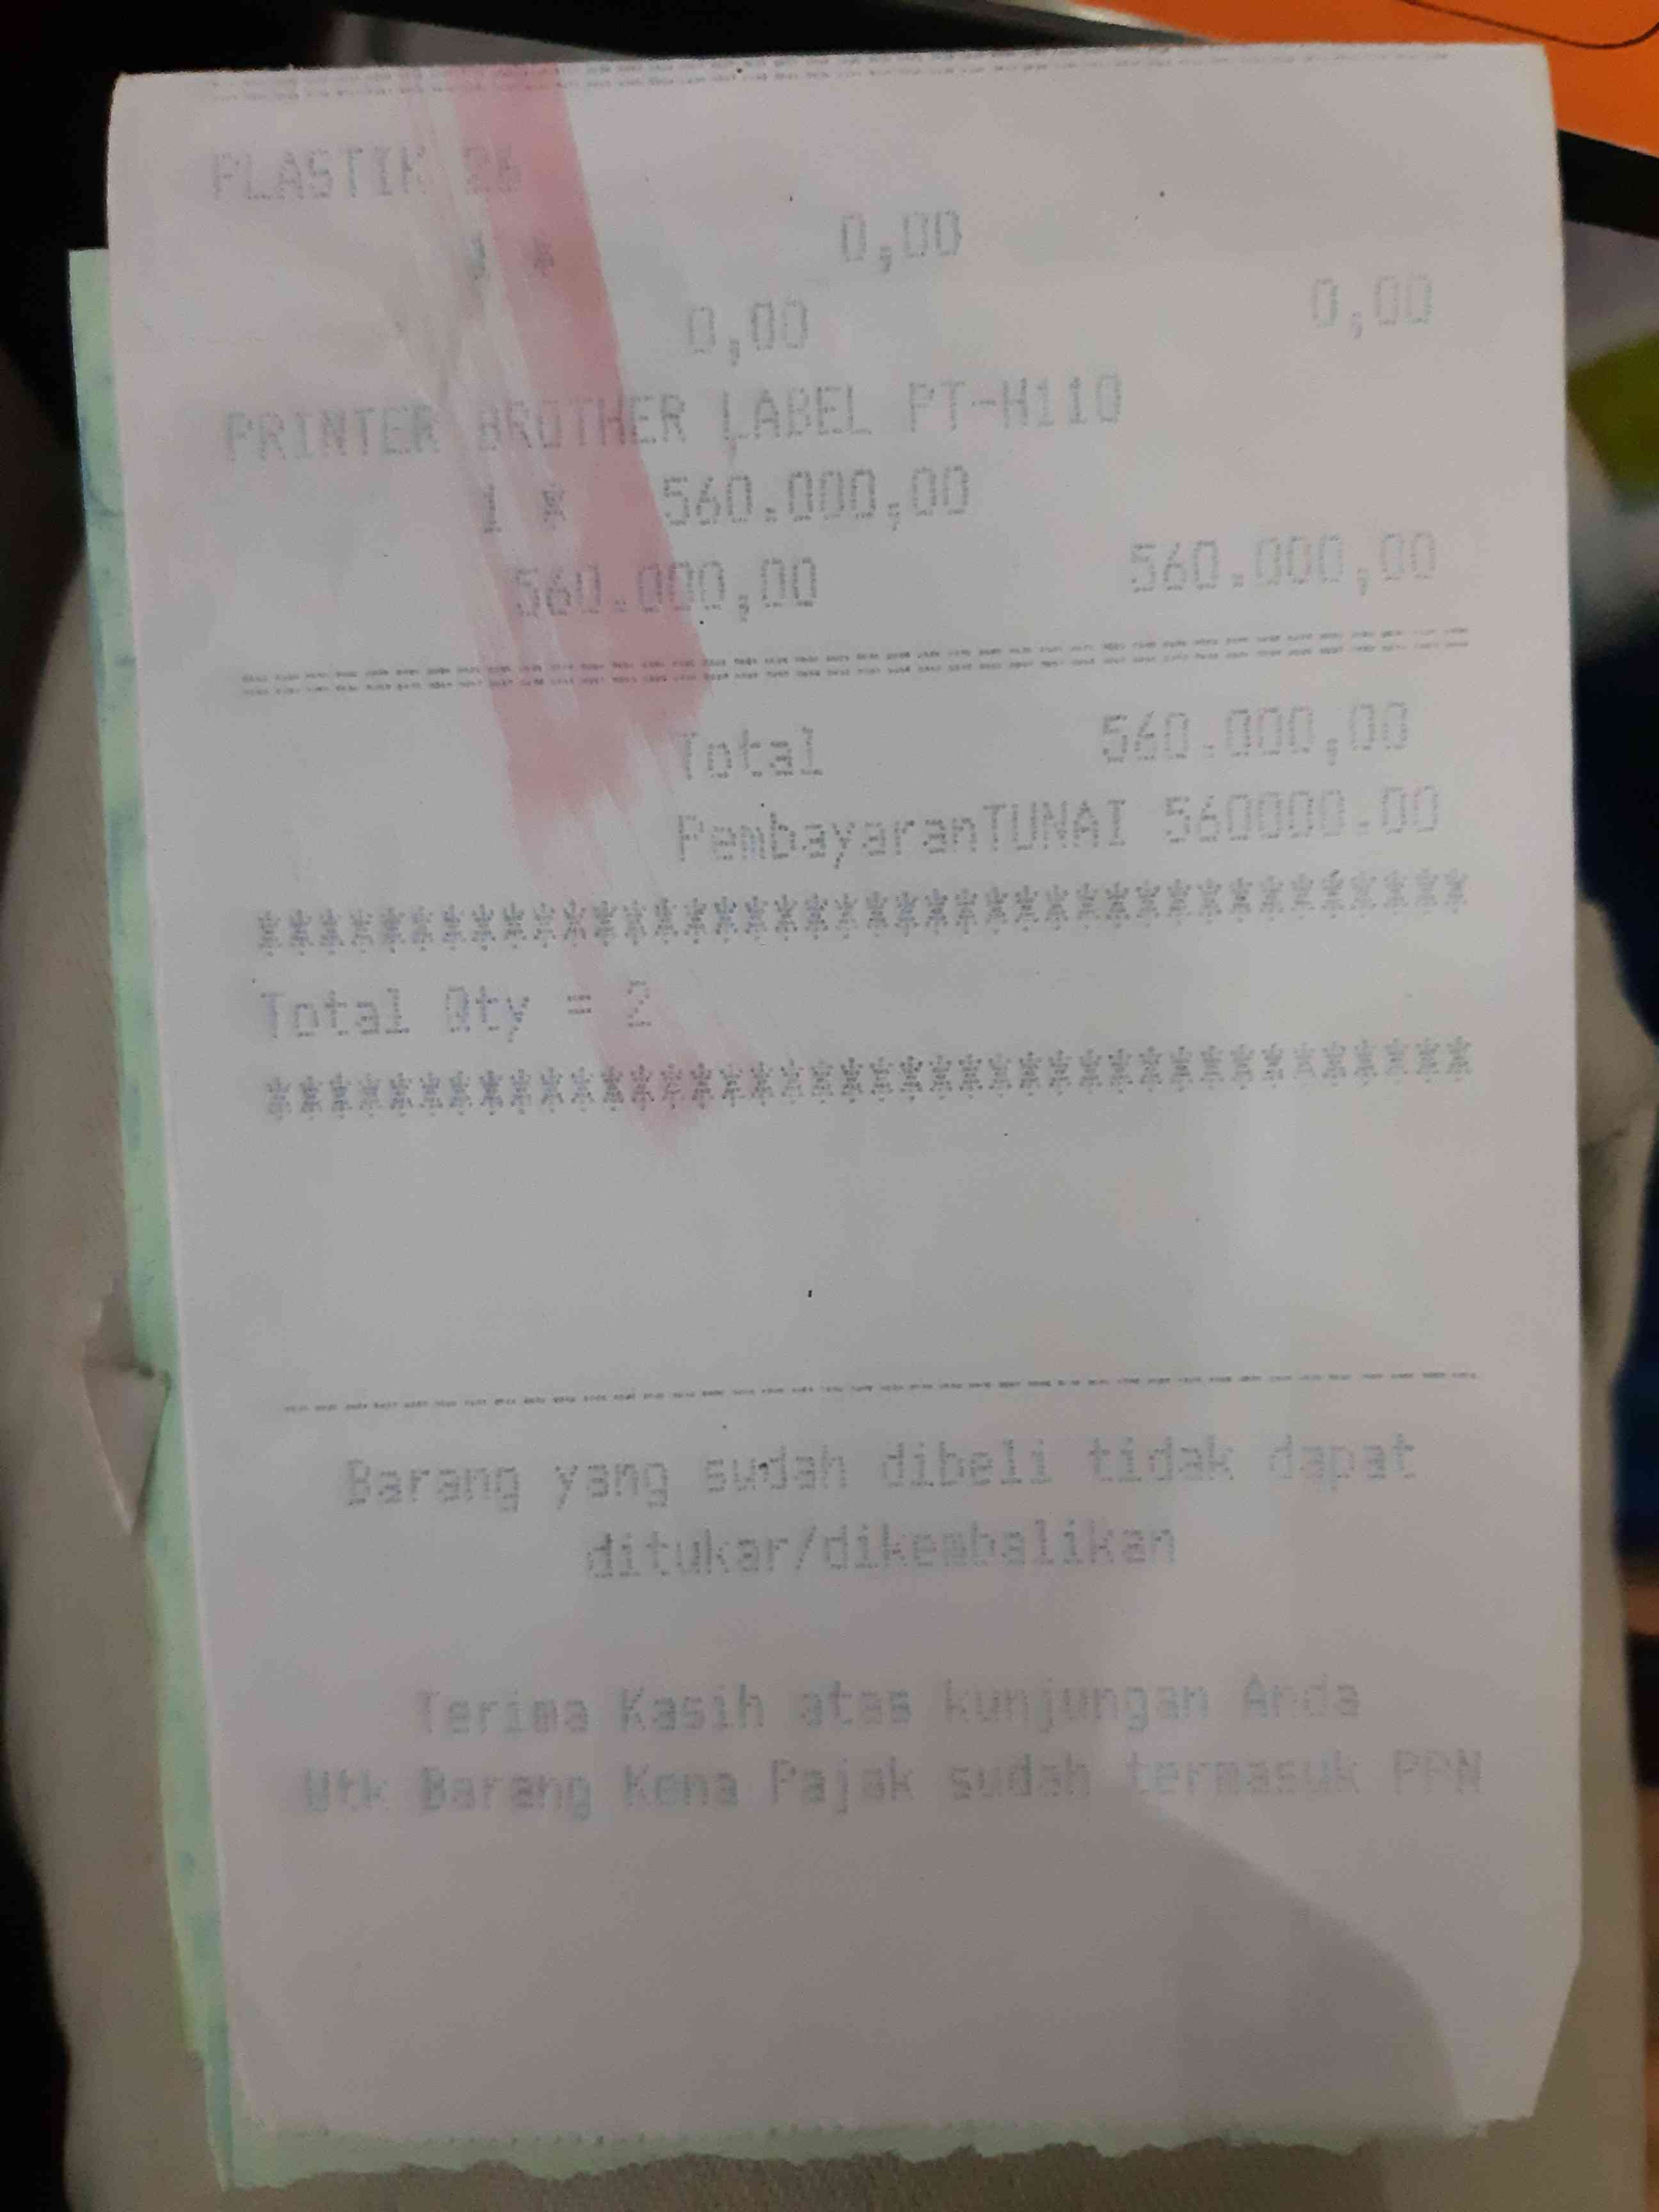 PLASTIK
1 * 0,00
0,00 0,00
PRINTER BROTHER LABEL PT-H110
1 * 560.000,00
560.000,00 560.000,00
Total 560.000,00
PembayaranTUNAI 560000.00
****************************************
Total Qty = 2
****************************************
Barang yang sudah dibeli tidak dapat
ditukar/dikembalikan
Terima Kasih atas kunjungan Anda
Utk Barang Kena Pajak sudah termasuk PPN